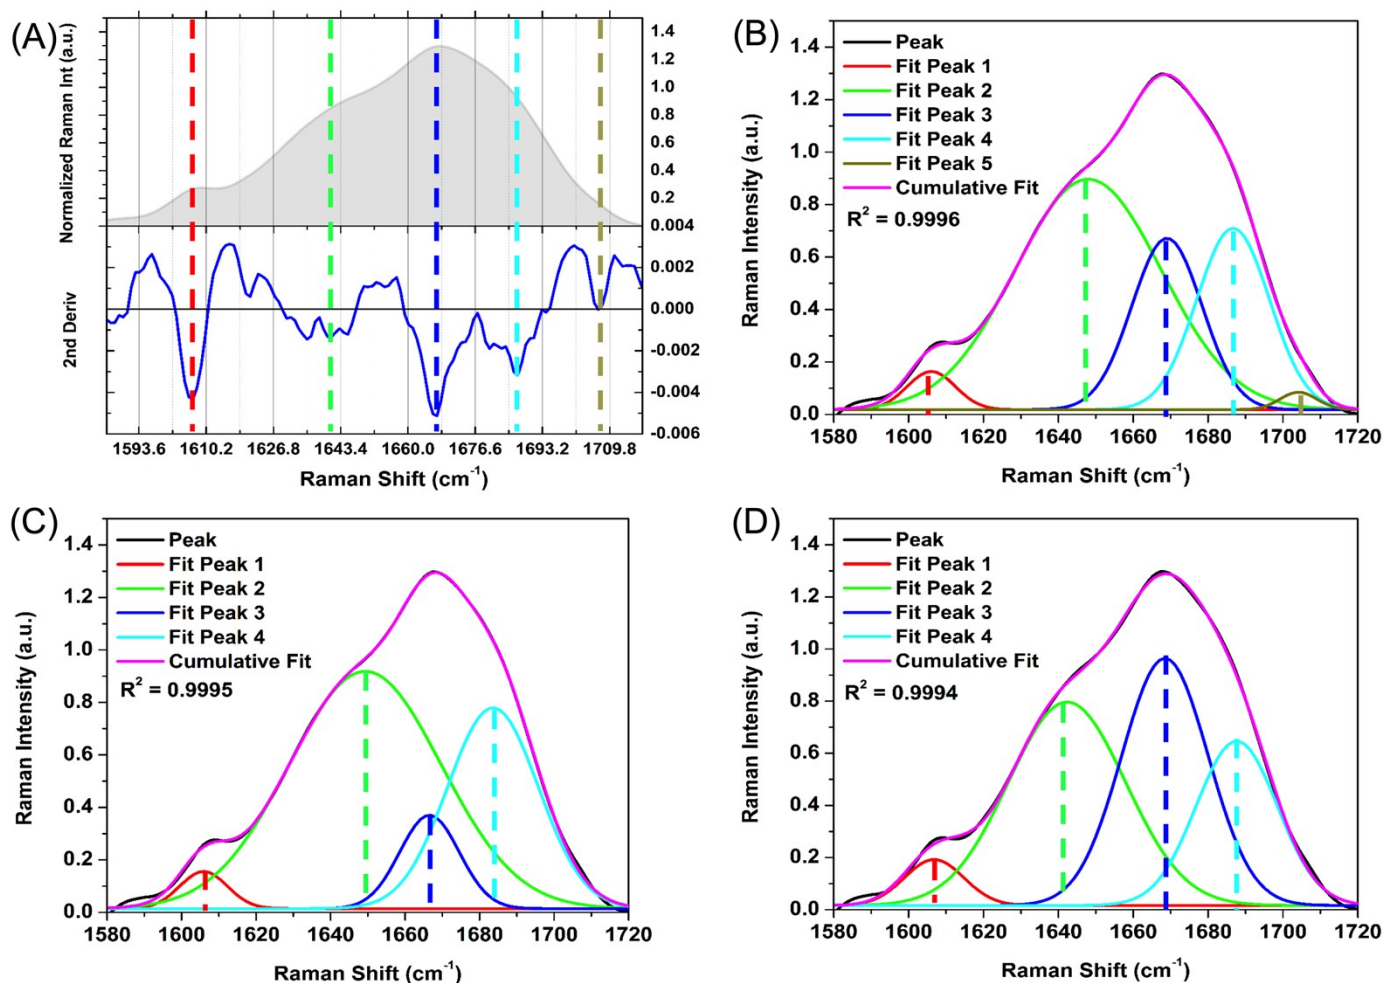 (A)
Normalized Raman Int (a.u.)
1.4
1.2
1.0
0.8
0.6
0.4
0.2
0.004
2nd Deriv
0.002
0.000
-0.002
-0.004
-0.006
1593.6 1610.2 1626.8 1643.4 1660.0 1676.6 1693.2 1709.8
Raman Shift (cm⁻¹)
(B)
Raman Intensity (a.u.)
1.4
1.2
1.0
0.8
0.6
0.4
0.2
0.0
Peak
Fit Peak 1
Fit Peak 2
Fit Peak 3
Fit Peak 4
Fit Peak 5
Cumulative Fit
R² = 0.9996
1580 1600 1620 1640 1660 1680 1700 1720
Raman Shift (cm⁻¹)
(C)
Raman Intensity (a.u.)
1.4
1.2
1.0
0.8
0.6
0.4
0.2
0.0
Peak
Fit Peak 1
Fit Peak 2
Fit Peak 3
Fit Peak 4
Cumulative Fit
R² = 0.9995
1580 1600 1620 1640 1660 1680 1700 1720
Raman Shift (cm⁻¹)
(D)
Raman Intensity (a.u.)
1.4
1.2
1.0
0.8
0.6
0.4
0.2
0.0
Peak
Fit Peak 1
Fit Peak 2
Fit Peak 3
Fit Peak 4
Cumulative Fit
R² = 0.9994
1580 1600 1620 1640 1660 1680 1700 1720
Raman Shift (cm⁻¹)